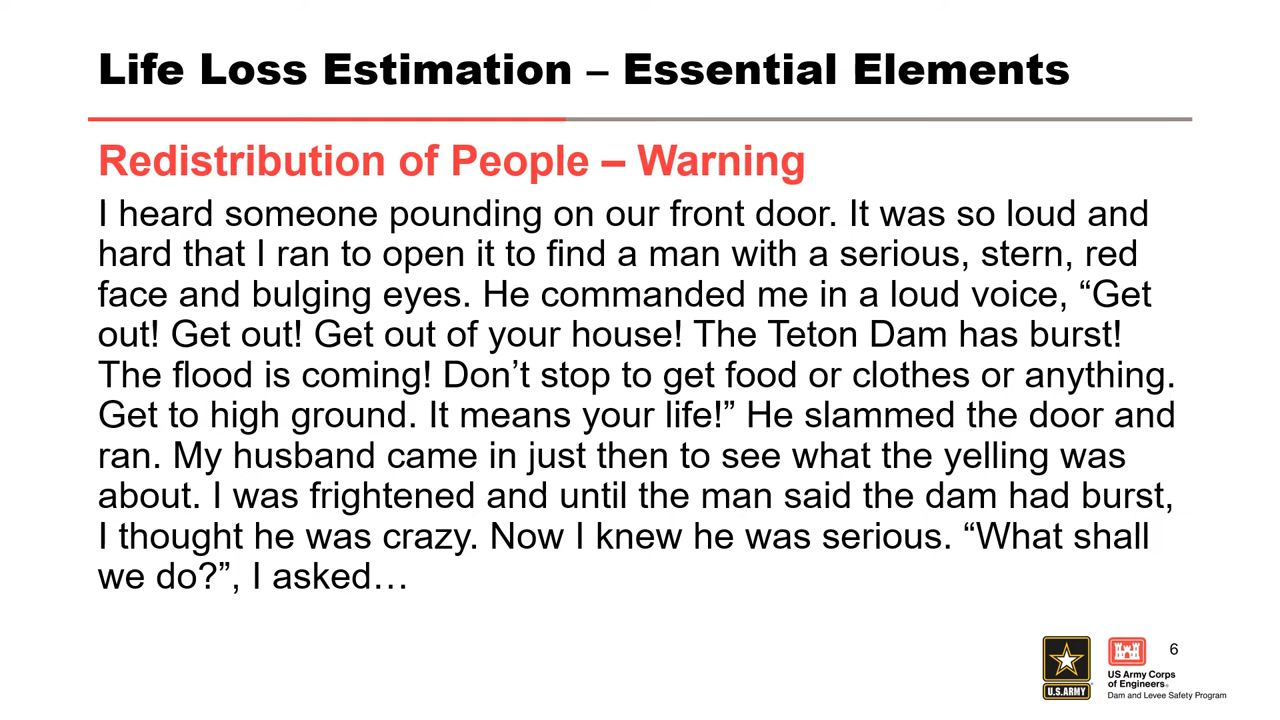 Life Loss Estimation – Essential Elements
Redistribution of People – Warning
I heard someone pounding on our front door. It was so loud and
hard that I ran to open it to find a man with a serious, stern, red
face and bulging eyes. He commanded me in a loud voice, “Get
out! Get out! Get out of your house! The Teton Dam has burst!
The flood is coming! Don’t stop to get food or clothes or anything.
Get to high ground. It means your life!” He slammed the door and
ran. My husband came in just then to see what the yelling was
about. I was frightened and until the man said the dam had burst,
I thought he was crazy. Now I knew he was serious. “What shall
we do?”, I asked…
6
U.S.ARMY
US Army Corps
of Engineers®
Dam and Levee Safety Program